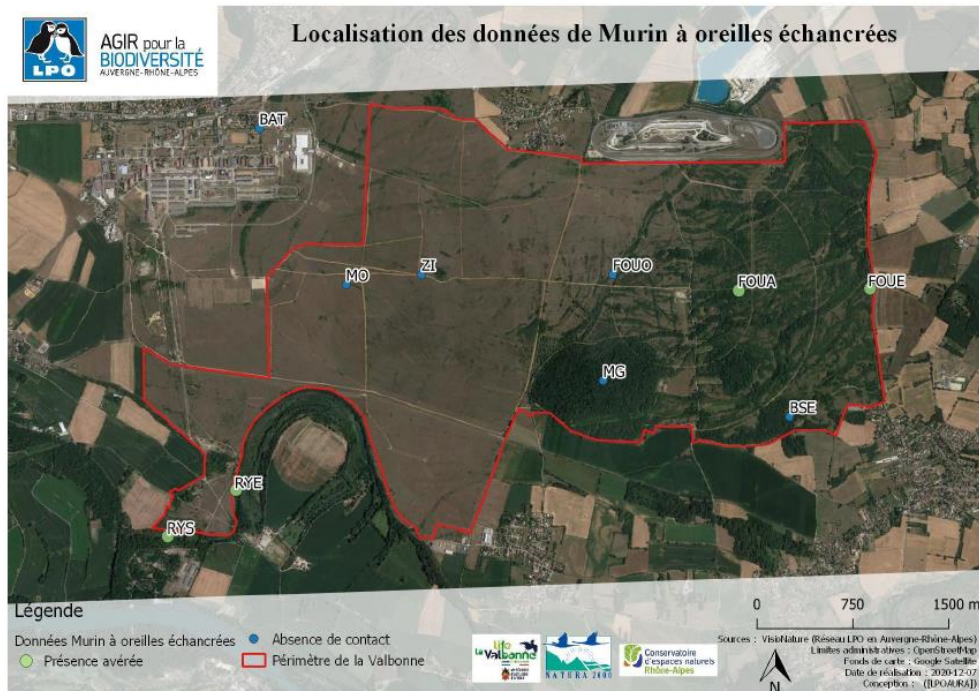 Localisation des données de Murin à oreilles échancrées
LPO
AGIR pour la
BIODIVERSITÉ
AUVERGNE-RHÔNE-ALPES
BAT
MO
ZI
FOUO
FOUA
FOUE
MG
BSE
RYE
RYS
Légende
Données Murin à oreilles échancrées
Présence avérée
Absence de contact
Périmètre de la Valbonne
life
La Valbonne
NATURA 2000
Conservatoire
d'espaces naturels
Rhône-Alpes
0 750 1500 m
N
Sources : VisioNature (Réseau LPO en Auvergne-Rhône-Alpes)
Limites administratives : OpenStreetMap
Fonds de carte : Google Satellite
Date de réalisation : 2020-12-07
Conception : ([LPOAURA])